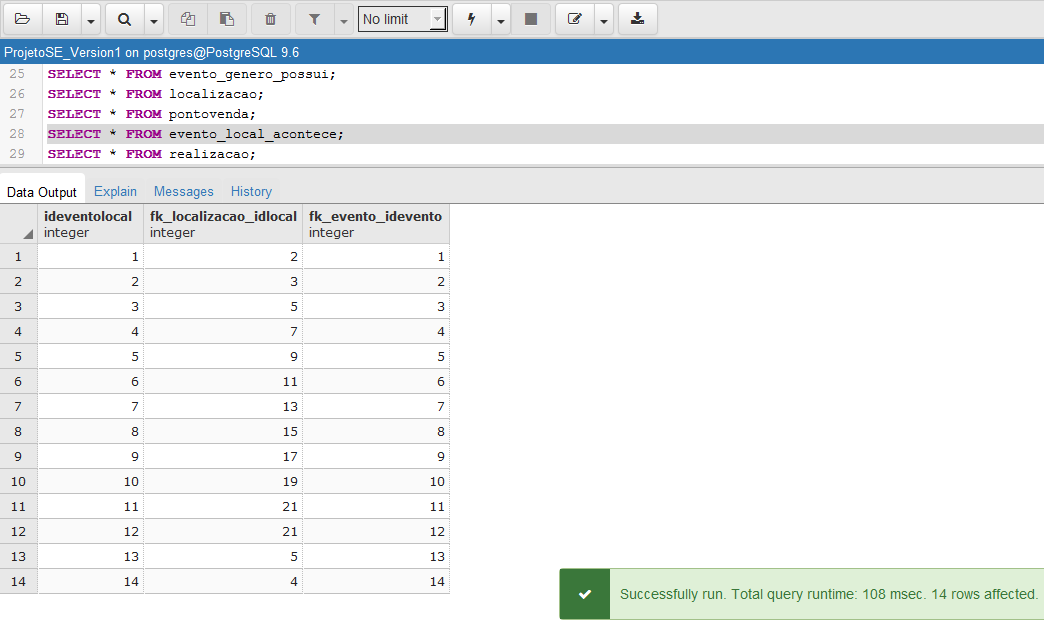 No limit
ProjetoSE_Version1 on postgres@PostgreSQL 9.6
25 SELECT * FROM evento_genero_possui;
26 SELECT * FROM localizacao;
27 SELECT * FROM pontovenda;
28 SELECT * FROM evento_local_acontece;
29 SELECT * FROM realizacao;
Data Output Explain Messages History
ideventolocal fk_localizacao_idlocal fk_evento_idevento
integer integer integer
1 1 2 1
2 2 3 2
3 3 5 3
4 4 7 4
5 5 9 5
6 6 11 6
7 7 13 7
8 8 15 8
9 9 17 9
10 10 19 10
11 11 21 11
12 12 21 12
13 13 5 13
14 14 4 14
Successfully run. Total query runtime: 108 msec. 14 rows affected.